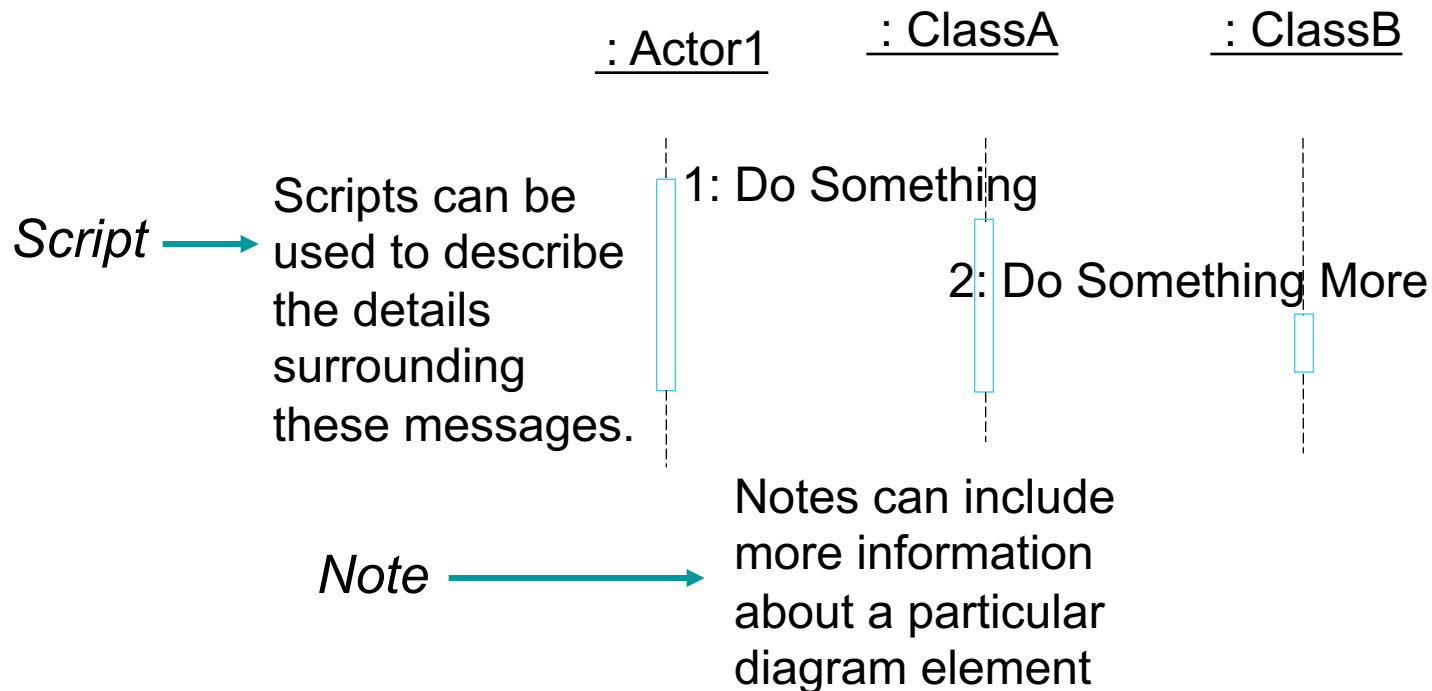 : Actor1
: ClassA
: ClassB
1: Do Something
2: Do Something More
Script
Scripts can be
used to describe
the details
surrounding
these messages.
Note
Notes can include
more information
about a particular
diagram element